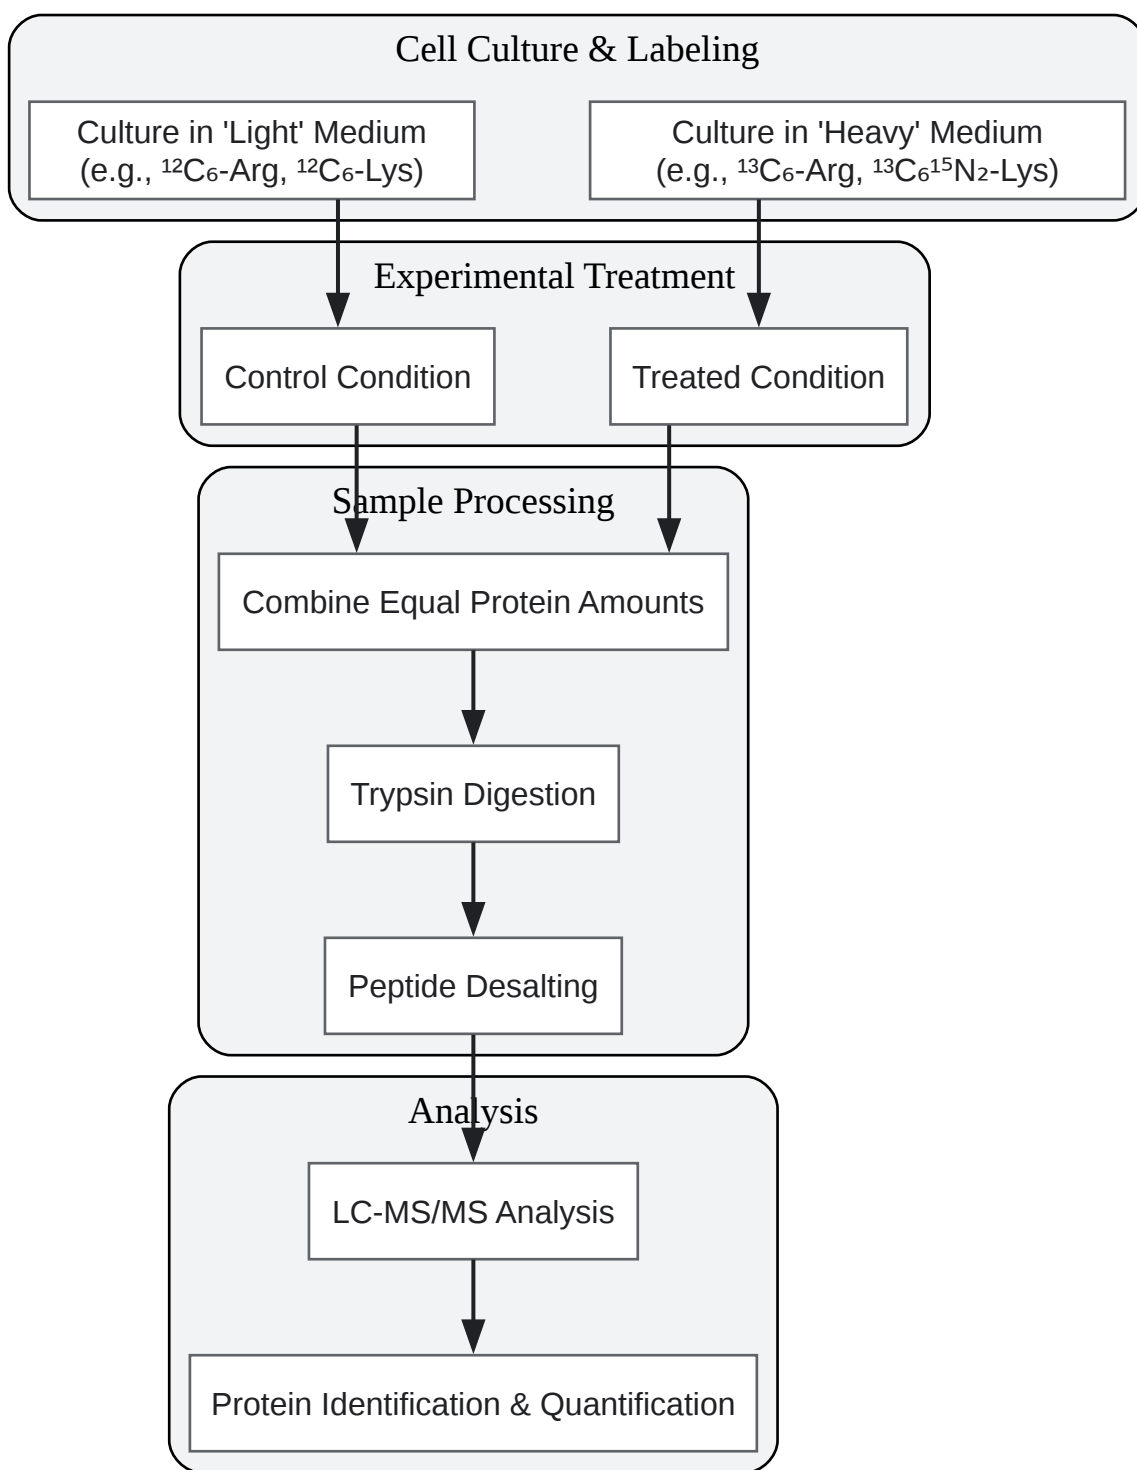 Cell Culture & Labeling
Culture in 'Light' Medium
(e.g., ¹²C₆-Arg, ¹²C₆-Lys)
Culture in 'Heavy' Medium
(e.g., ¹³C₆-Arg, ¹³C₆¹⁵N₂-Lys)
Experimental Treatment
Control Condition
Treated Condition
Sample Processing
Combine Equal Protein Amounts
Trypsin Digestion
Peptide Desalting
Analysis
LC-MS/MS Analysis
Protein Identification & Quantification